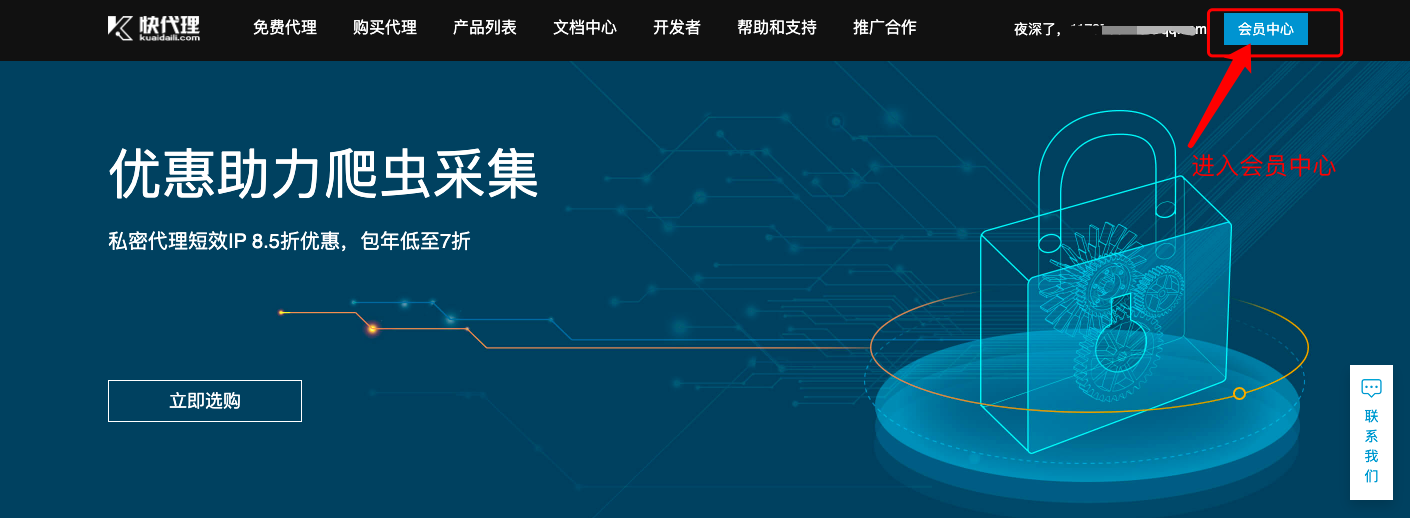 快代理
kuaidaili.com
免费代理 购买代理 产品列表 文档中心 开发者 帮助和支持 推广合作 夜深了, 会员中心
进入会员中心
优惠助力爬虫采集
私密代理短效IP 8.5折优惠，包年低至7折
立即选购
联
系
我
们